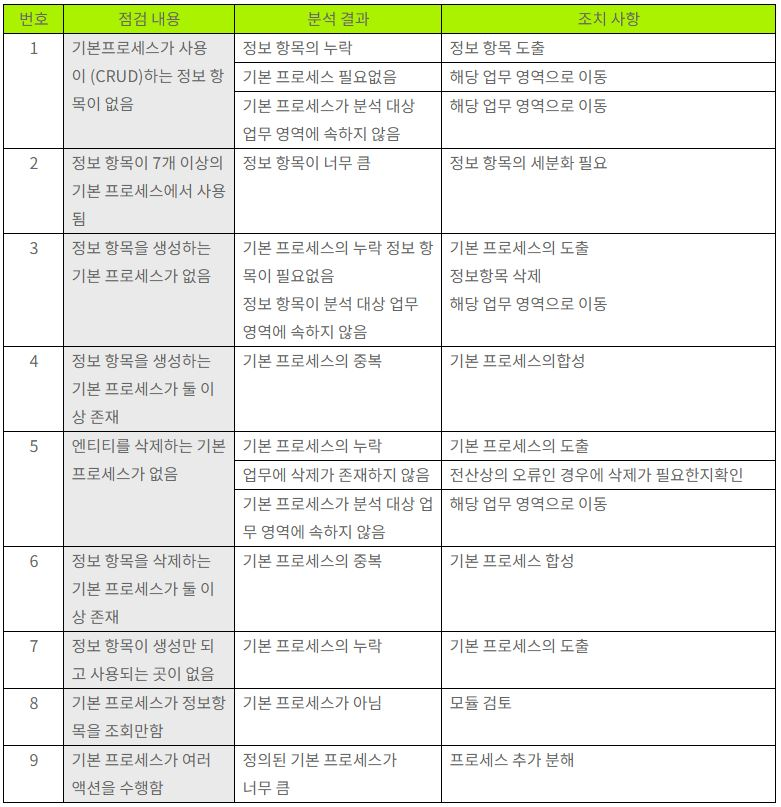 번호 점검 내용 분석 결과 조치 사항
1 기본프로세스가 사용
이 (CRUD)하는 정보 항
목이 없음
정보 항목의 누락 정보 항목 도출
기본 프로세스 필요없음 해당 업무 영역으로 이동
기본 프로세스가 분석 대상
업무 영역에 속하지 않음
해당 업무 영역으로 이동
2 정보 항목이 7개 이상의
기본 프로세스에서 사용
됨
정보 항목이 너무 큼 정보 항목의 세분화 필요
3 정보 항목을 생성하는
기본 프로세스가 없음
기본 프로세스의 누락 정보 항
목이 필요없음
정보 항목이 분석 대상 업무
영역에 속하지 않음
기본 프로세스의 도출
정보항목 삭제
해당 업무 영역으로 이동
4 정보 항목을 생성하는
기본 프로세스가 둘 이
상 존재
기본 프로세스의 중복 기본 프로세스의합성
5 엔티티를 삭제하는 기본
프로세스가 없음
기본 프로세스의 누락 기본 프로세스의 도출
업무에 삭제가 존재하지 않음 전산상의 오류인 경우에 삭제가 필요한지확인
기본 프로세스가 분석 대상 업
무 영역에 속하지 않음
해당 업무 영역으로 이동
6 정보 항목을 삭제하는
기본 프로세스가 둘 이
상 존재
기본 프로세스의 중복 기본 프로세스 합성
7 정보 항목이 생성만 되
고 사용되는 곳이 없음
기본 프로세스의 누락 기본 프로세스의 도출
8 기본 프로세스가 정보항
목을 조회만함
기본 프로세스가 아님 모듈 검토
9 기본 프로세스가 여러
액션을 수행함
정의된 기본 프로세스가
너무 큼
프로세스 추가 분해